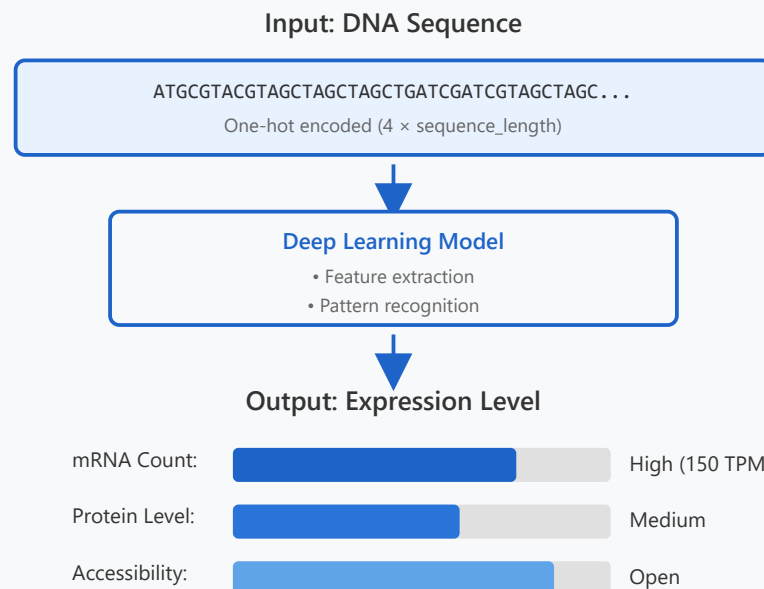 Input: DNA Sequence
ATGCGTACGTAGCTAGCTAGCTGATCGATCGTAGCTAGC...
One-hot encoded (4 × sequence_length)
Deep Learning Model
• Feature extraction
• Pattern recognition
Output: Expression Level
mRNA Count: High (150 TPM
Protein Level: Medium
Accessibility: Open